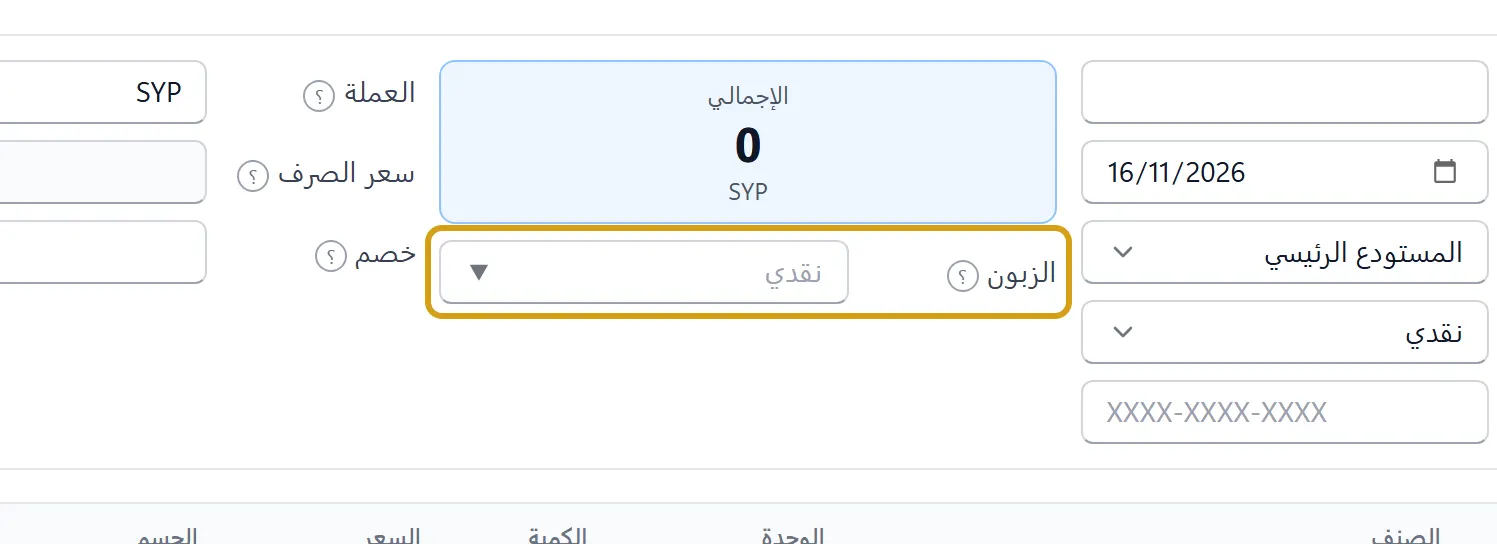 16/11/2026
المستودع الرئيسي
نقدي
XXXX-XXXX-XXXX
الإجمالي
0
SYP
الزبون ؟ نقدي
العملة ؟ SYP
سعر الصرف ؟
خصم ؟
الصنف الوحدة الكمية السعر الحسم